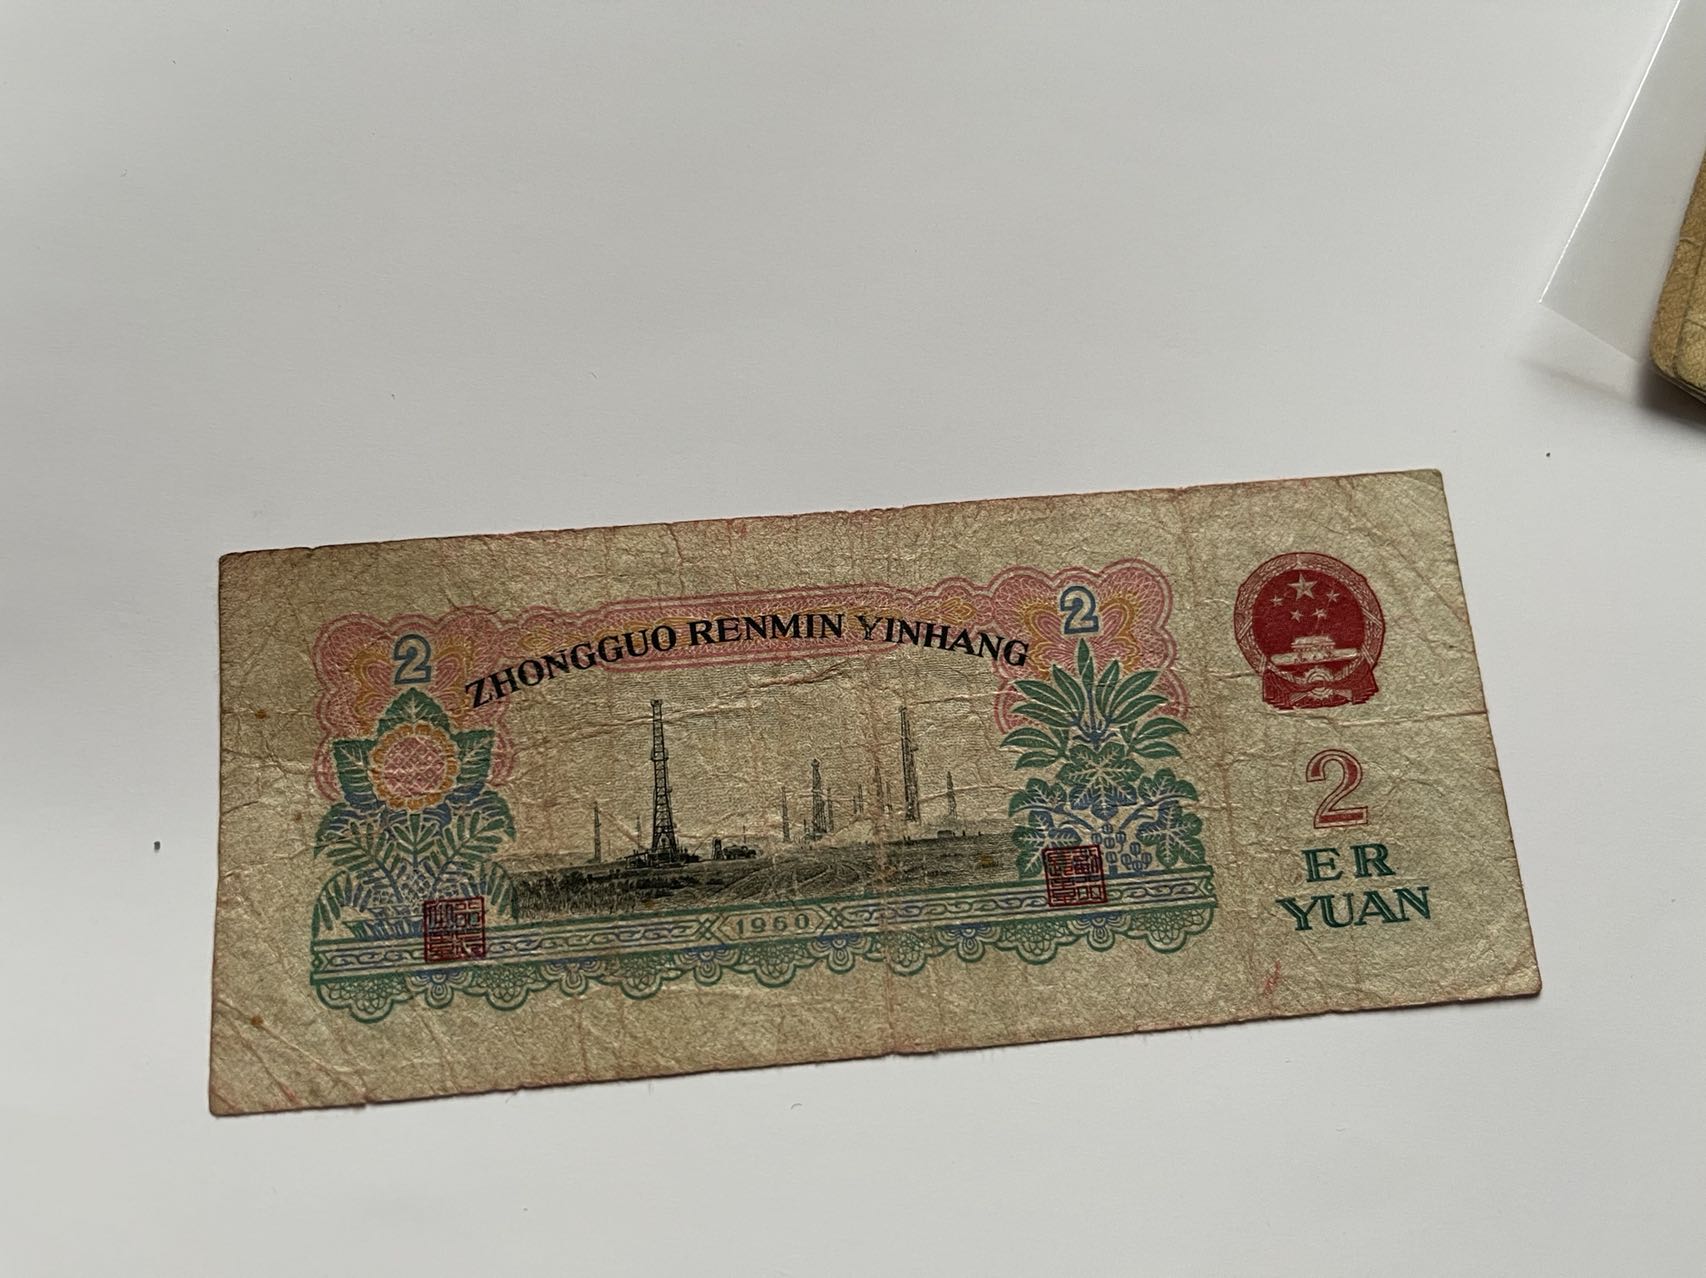 2
2
ZHONGGUO RENMIN YINHANG
2
ER
YUAN
1960